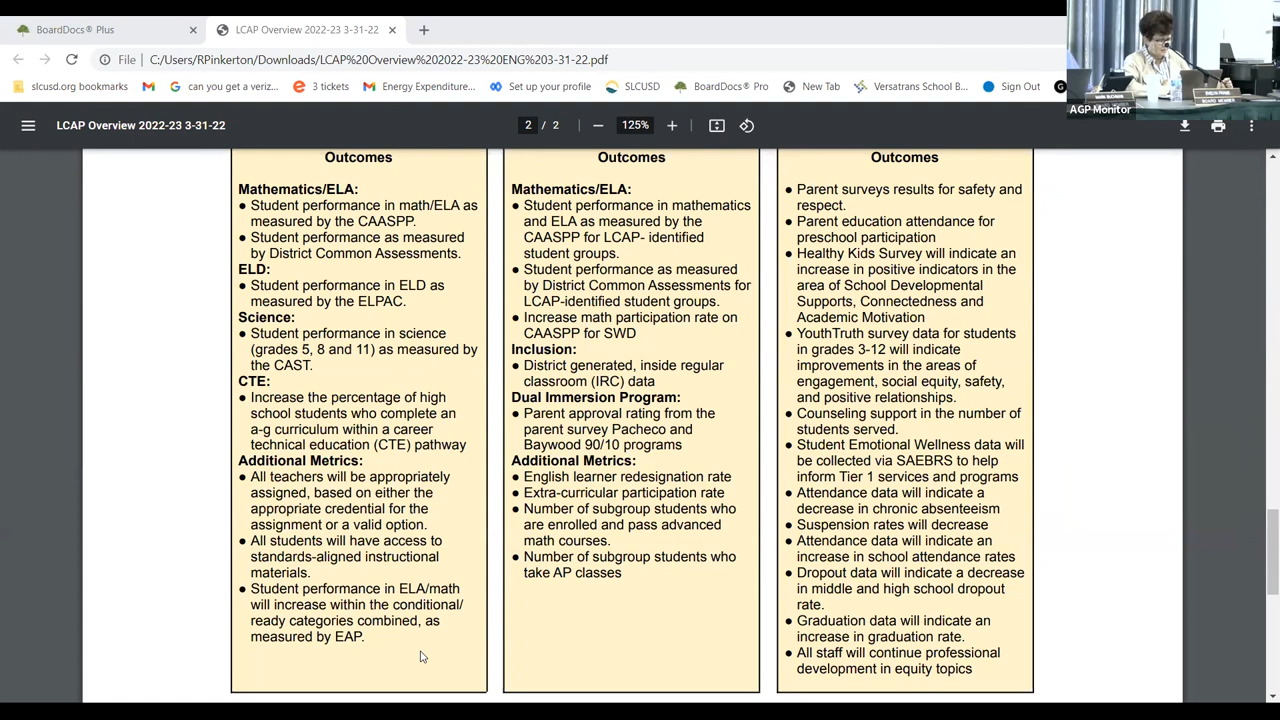 BoardDocs® Plus
LCAP Overview 2022-23 3-31-22
File
C:/Users/RPinkerton/Downloads/LCAP%20Overview%202022-23%20ENG%203-31-22.pdf
slcusd.org bookmarks
can you get a veriz...
3 tickets
Energy Expenditure...
Set up your profile
SLCUSD
BoardDocs® Pro
New Tab
Versatrans School B...
Sign Out
AGP Monitor
LCAP Overview 2022-23 3-31-22
2 / 2
125%
Outcomes
Mathematics/ELA:
● Student performance in math/ELA as
measured by the CAASPP.
● Student performance as measured
by District Common Assessments.
ELD:
● Student performance in ELD as
measured by the ELPAC.
Science:
● Student performance in science
(grades 5, 8 and 11) as measured by
the CAST.
CTE:
● Increase the percentage of high
school students who complete an
a-g curriculum within a career
technical education (CTE) pathway
Additional Metrics:
● All teachers will be appropriately
assigned, based on either the
appropriate credential for the
assignment or a valid option.
● All students will have access to
standards-aligned instructional
materials.
● Student performance in ELA/math
will increase within the conditional/
ready categories combined, as
measured by EAP.
Outcomes
Mathematics/ELA:
● Student performance in mathematics
and ELA as measured by the
CAASPP for LCAP- identified
student groups.
● Student performance as measured
by District Common Assessments for
LCAP-identified student groups.
● Increase math participation rate on
CAASPP for SWD
Inclusion:
● District generated, inside regular
classroom (IRC) data
Dual Immersion Program:
● Parent approval rating from the
parent survey Pacheco and
Baywood 90/10 programs
Additional Metrics:
● English learner redesignation rate
● Extra-curricular participation rate
● Number of subgroup students who
are enrolled and pass advanced
math courses.
● Number of subgroup students who
take AP classes
Outcomes
● Parent surveys results for safety and
respect.
● Parent education attendance for
preschool participation
● Healthy Kids Survey will indicate an
increase in positive indicators in the
area of School Developmental
Supports, Connectedness and
Academic Motivation
● YouthTruth survey data for students
in grades 3-12 will indicate
improvements in the areas of
engagement, social equity, safety,
and positive relationships.
● Counseling support in the number of
students served.
● Student Emotional Wellness data will
be collected via SAEBRS to help
inform Tier 1 services and programs
● Attendance data will indicate a
decrease in chronic absenteeism
● Suspension rates will decrease
● Attendance data will indicate an
increase in school attendance rates
● Dropout data will indicate a decrease
in middle and high school dropout
rate.
● Graduation data will indicate an
increase in graduation rate.
● All staff will continue professional
development in equity topics